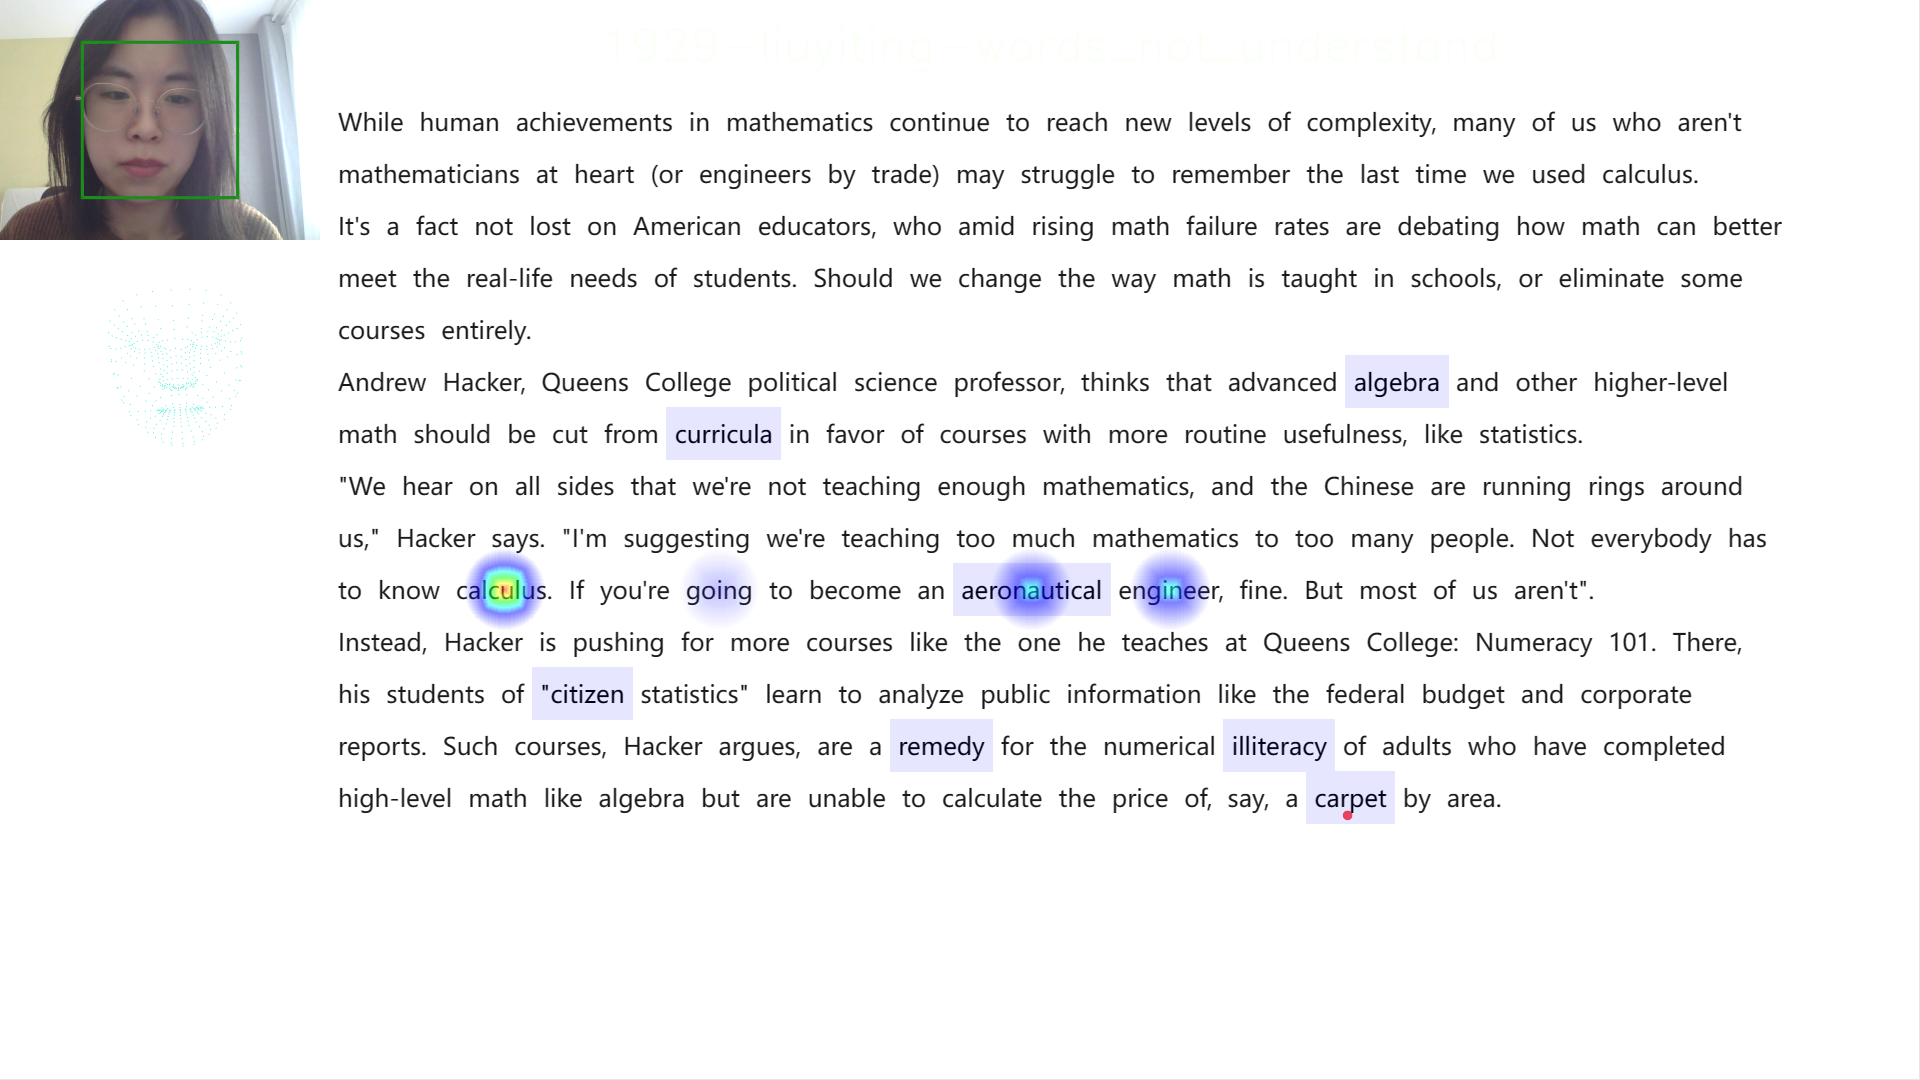 1929-liuyiting-words_not_understand
While human achievements in mathematics continue to reach new levels of complexity, many of us who aren't
mathematicians at heart (or engineers by trade) may struggle to remember the last time we used calculus.
It's a fact not lost on American educators, who amid rising math failure rates are debating how math can better
meet the real-life needs of students. Should we change the way math is taught in schools, or eliminate some
courses entirely.
Andrew Hacker, Queens College political science professor, thinks that advanced algebra and other higher-level
math should be cut from curricula in favor of courses with more routine usefulness, like statistics.
"We hear on all sides that we're not teaching enough mathematics, and the Chinese are running rings around
us," Hacker says. "I'm suggesting we're teaching too much mathematics to too many people. Not everybody has
to know calculus. If you're going to become an aeronautical engineer, fine. But most of us aren't".
Instead, Hacker is pushing for more courses like the one he teaches at Queens College: Numeracy 101. There,
his students of "citizen statistics" learn to analyze public information like the federal budget and corporate
reports. Such courses, Hacker argues, are a remedy for the numerical illiteracy of adults who have completed
high-level math like algebra but are unable to calculate the price of, say, a carpet by area.